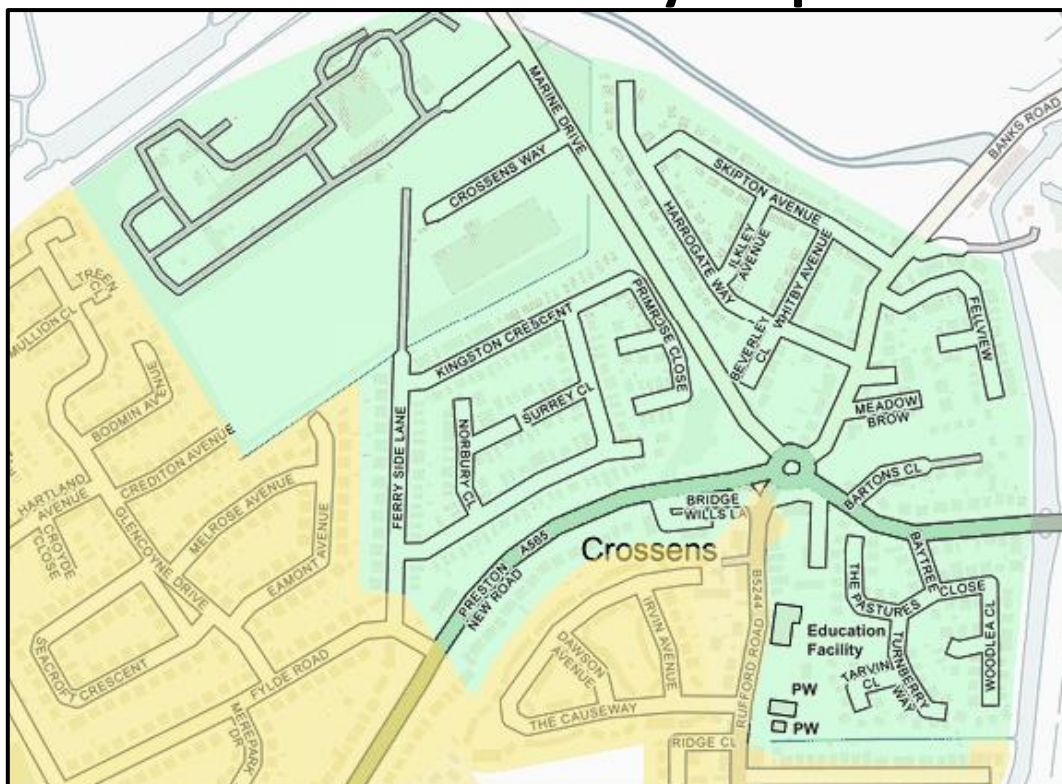 MARINE DRIVE
BANKS ROAD
CROSSENS WAY
SKIPTON AVENUE
HARROGATE WAY
ILKLEY
AVENUE
WHITBY AVENUE
BEVERLEY
CL
FELLVIEW
TREEN
CL
MULLION CL
KINGSTON CRESCENT
PRIMROSE CLOSE
BODMIN AVENUE
SURREY CL
NORBURY CL
MEADOW
BROW
CREDITON AVENUE
FERRY SIDE LANE
HARTLAND
AVENUE
MELROSE AVENUE
BARTONS CL
BRIDGE
WILLS LA
CROYDE
CLOSE
GLENCOYNE DRIVE
EAMONT AVENUE
A565
PRESTON
NEW ROAD
Crossens
BAYTREE
CLOSE
THE PASTURES
B5244
RUFFORD ROAD
IRVIN AVENUE
DAWSON
AVENUE
Education
Facility
TURNBERRY
WAY
WOODLEA CL
TARVIN
CL
SEACROFT CRESCENT
FYLDE ROAD
PW
PW
THE CAUSEWAY
MEREPARK
DR
RIDGE CL